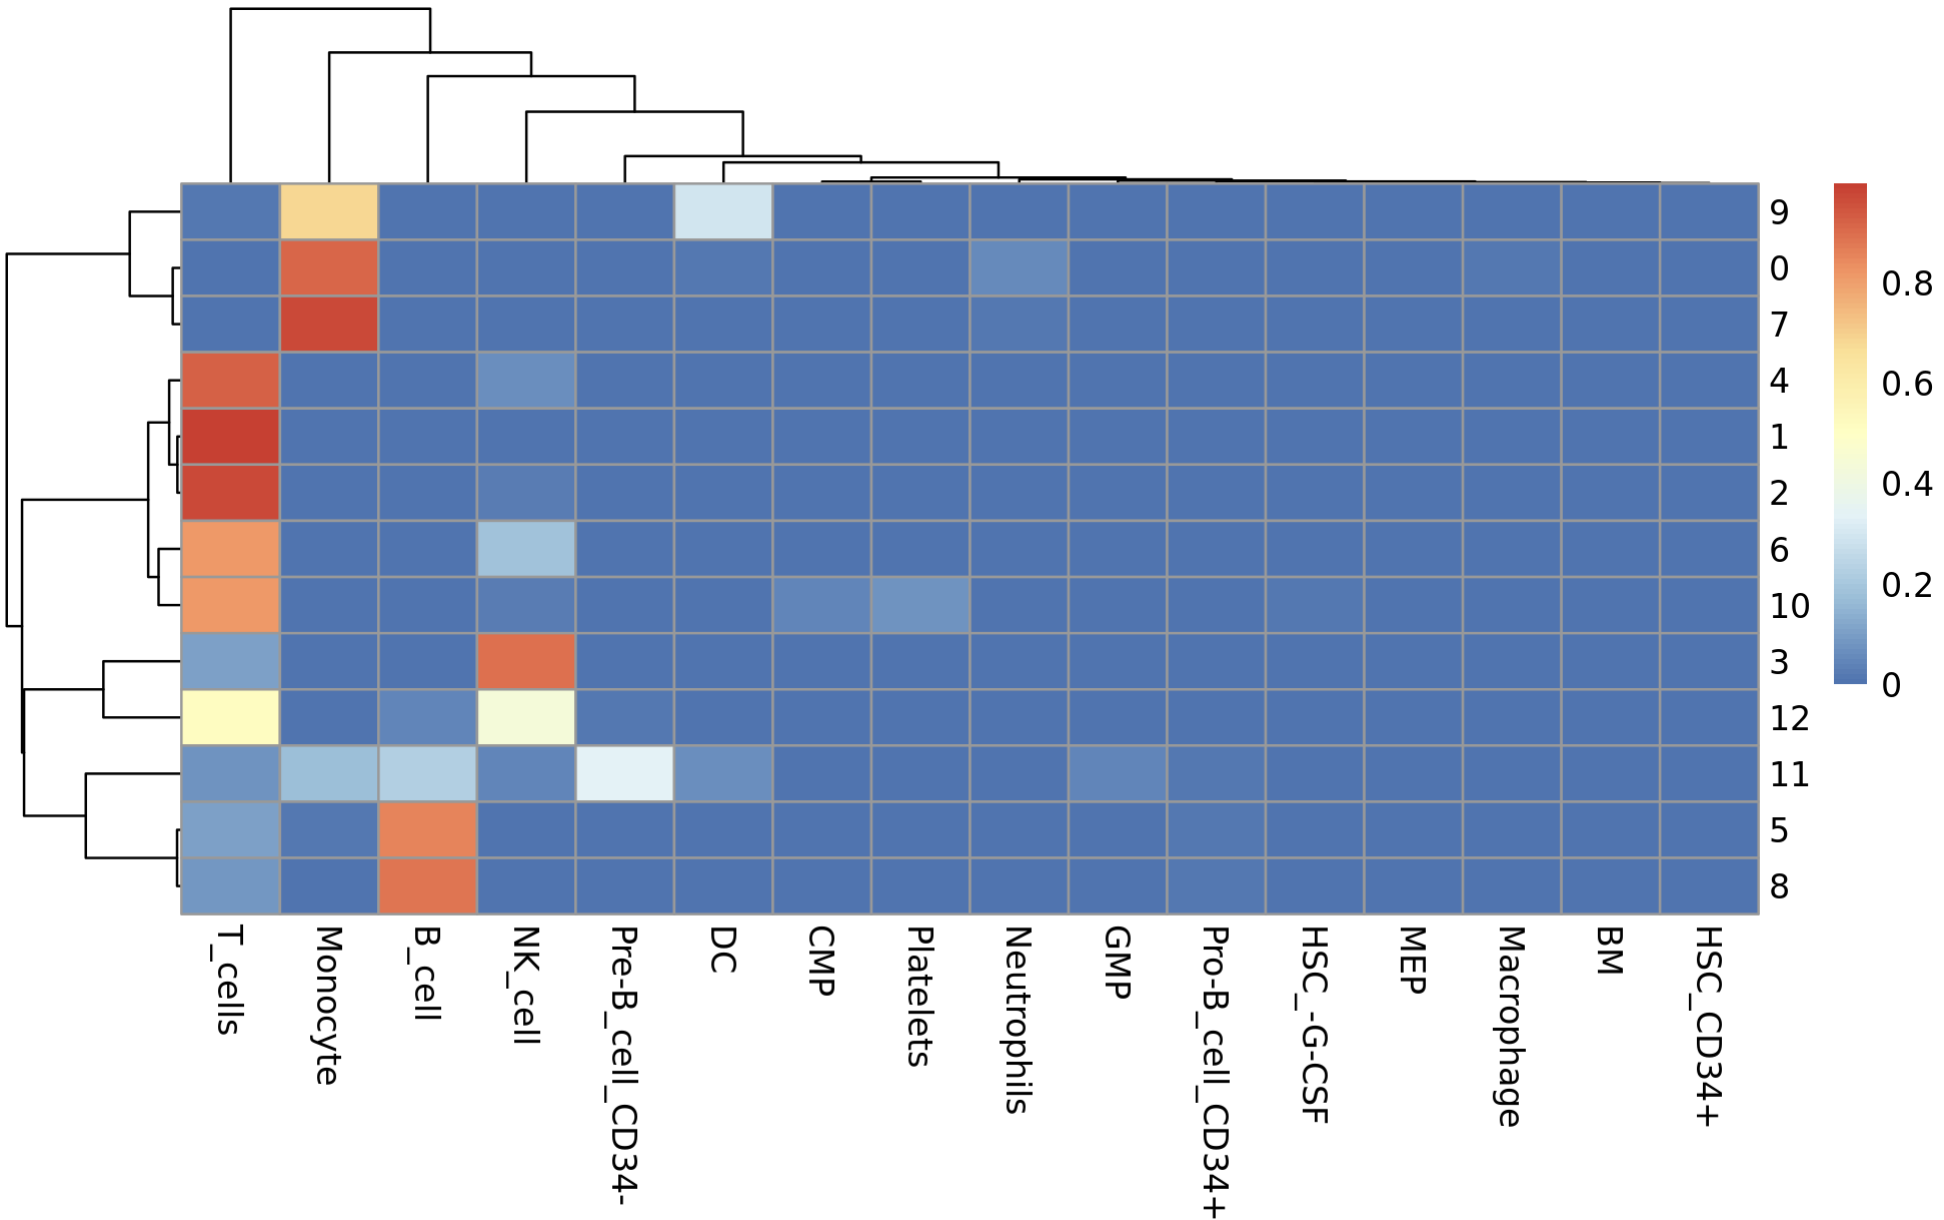 9
0
7
4
1
2
6
10
3
12
11
5
8
0.8
0.6
0.4
0.2
0
T_cells
Monocyte
B_cell
NK_cell
Pre-B_cell_CD34-
DC
CMP
Platelets
Neutrophils
GMP
Pro-B_cell_CD34+
HSC_-G-CSF
MEP
Macrophage
BM
HSC_CD34+